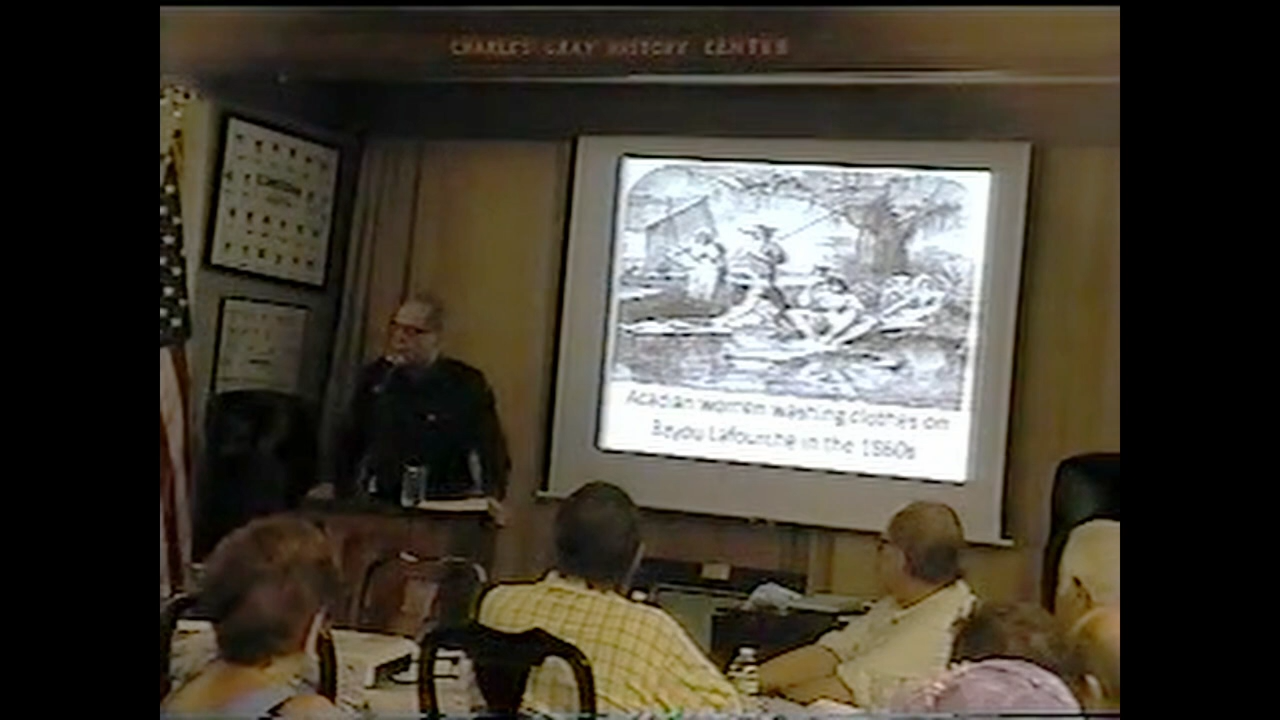 CHARLES GRAY HISTORY CENTER
Acadian women washing clothes on
Bayou Lafourche in the 1860s